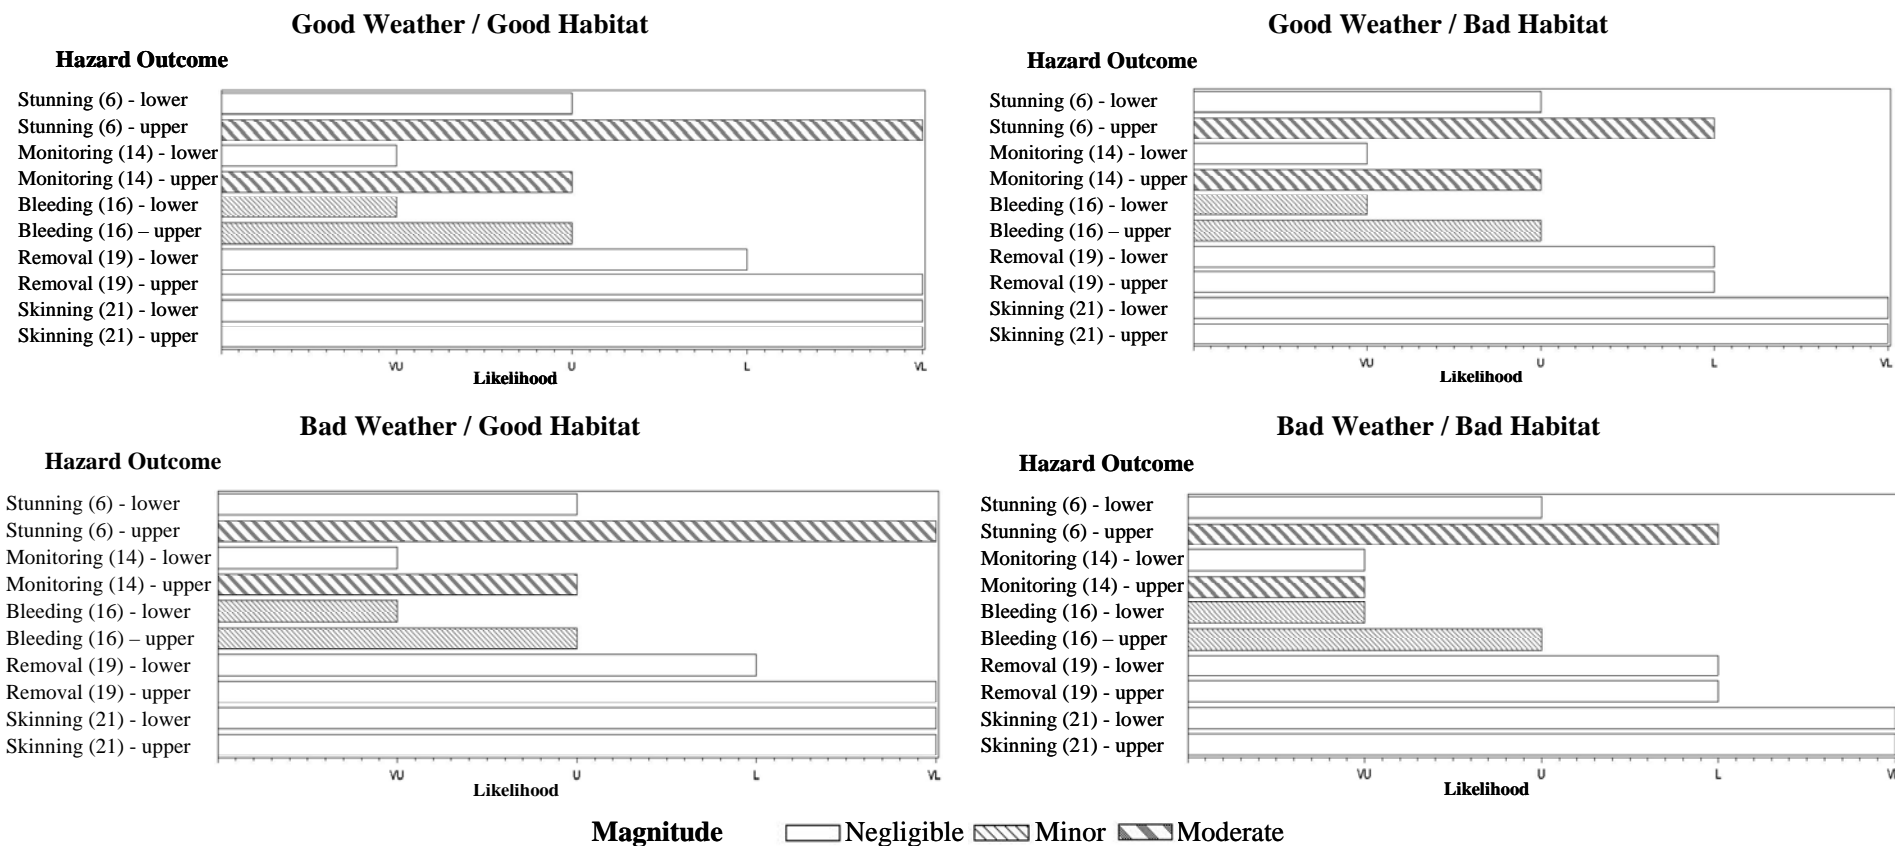 Good Weather / Good Habitat
Hazard Outcome
Stunning (6) - lower
Stunning (6) - upper
Monitoring (14) - lower
Monitoring (14) - upper
Bleeding (16) - lower
Bleeding (16) – upper
Removal (19) - lower
Removal (19) - upper
Skinning (21) - lower
Skinning (21) - upper
VU U L VL
Likelihood
Good Weather / Bad Habitat
Hazard Outcome
Stunning (6) - lower
Stunning (6) - upper
Monitoring (14) - lower
Monitoring (14) - upper
Bleeding (16) - lower
Bleeding (16) – upper
Removal (19) - lower
Removal (19) - upper
Skinning (21) - lower
Skinning (21) - upper
VU U L VL
Likelihood
Bad Weather / Good Habitat
Hazard Outcome
Stunning (6) - lower
Stunning (6) - upper
Monitoring (14) - lower
Monitoring (14) - upper
Bleeding (16) - lower
Bleeding (16) – upper
Removal (19) - lower
Removal (19) - upper
Skinning (21) - lower
Skinning (21) - upper
VU U L VL
Likelihood
Bad Weather / Bad Habitat
Hazard Outcome
Stunning (6) - lower
Stunning (6) - upper
Monitoring (14) - lower
Monitoring (14) - upper
Bleeding (16) - lower
Bleeding (16) – upper
Removal (19) - lower
Removal (19) - upper
Skinning (21) - lower
Skinning (21) - upper
VU U L
Likelihood
Magnitude Negligible Minor Moderate